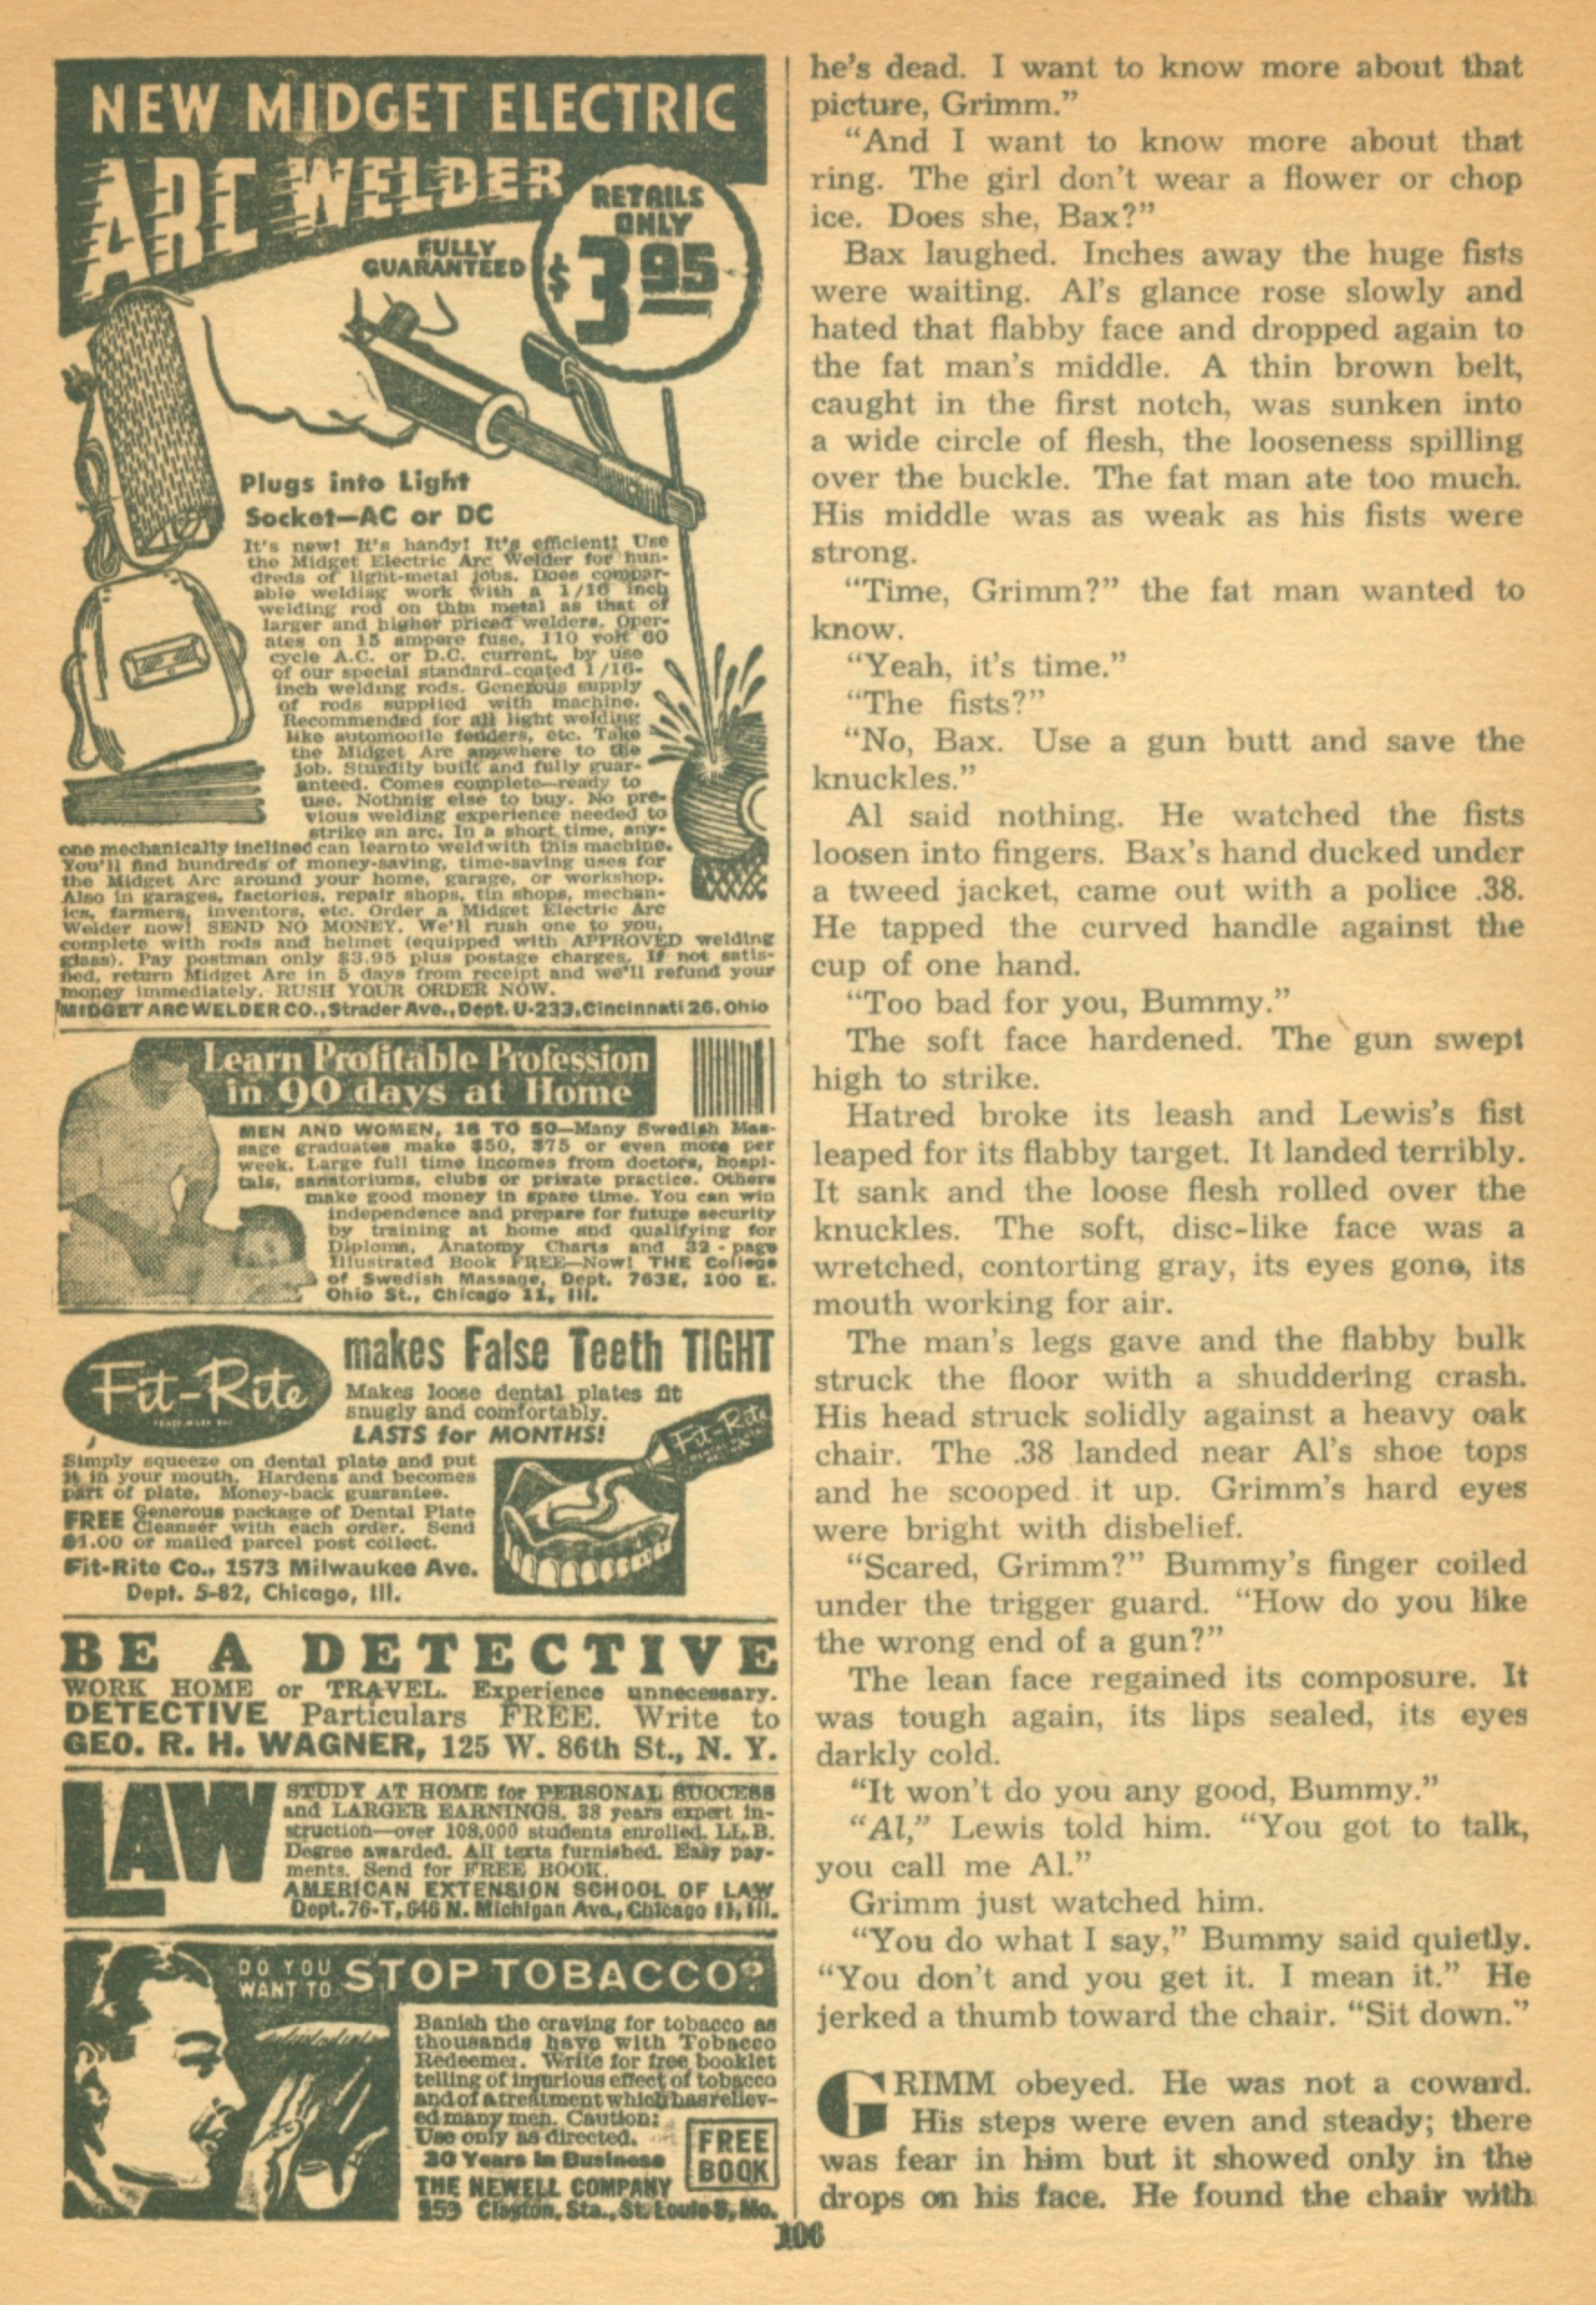 NEW MIDGET ELECTRIC
ARC WELDER
RETAILS
ONLY
$3.95
FULLY
GUARANTEED
Plugs into Light
Socket—AC or DC
It's new! It's handy! It's efficient! Use
the Midget Electric Arc Welder for hun-
dreds of light-metal jobs. Does compar-
able welding work with a 1/16 inch
welding rod on thin metal as that of
larger and higher priced welders. Oper-
ates on 15 ampere fuse, 110 volt 60
cycle A.C. or D.C. current, by use
of our special standard-coated 1/16-
inch welding rods. Generous supply
of rods supplied with machine.
Recommended for all light welding
like automobile fenders, etc. Take
the Midget Arc anywhere to the
job. Sturdily built and fully guar-
anteed. Comes complete—ready to
use. Nothnig else to buy. No pre-
vious welding experience needed to
strike an arc. In a short time, any-
one mechanically inclined can learn to weld with this machine.
You'll find hundreds of money-saving, time-saving uses for
the Midget Arc around your home, garage, or workshop.
Also in garages, factories, repair shops, tin shops, mechan-
ics, farmers, inventors, etc. Order a Midget Electric Arc
Welder now! SEND NO MONEY. We'll rush one to you,
complete with rods and helmet (equipped with APPROVED welding
glass). Pay postman only $3.95 plus postage charges. If not satis-
fied, return Midget Arc in 5 days from receipt and we'll refund your
money immediately. RUSH YOUR ORDER NOW.
MIDGET ARC WELDER CO., Strader Ave., Dept. U-233, Cincinnati 26, Ohio
Learn Profitable Profession
in 90 days at Home
MEN AND WOMEN, 18 TO 50—Many Swedish Mas-
sage graduates make $50, $75 or even more per
week. Large full time incomes from doctors, hospi-
tals, sanatoriums, clubs or private practice. Others
make good money in spare time. You can win
independence and prepare for future security
by training at home and qualifying for
Diploma. Anatomy Charts and 32-page
Illustrated Book FREE—Now! THE College
of Swedish Massage, Dept. 763E, 100 E.
Ohio St., Chicago 11, Ill.
Fit-Rite
makes False Teeth TIGHT
Makes loose dental plates fit
snugly and comfortably.
LASTS for MONTHS!
Fit-Rite
Simply squeeze on dental plate and put
it in your mouth. Hardens and becomes
part of plate. Money-back guarantee.
FREE Generous package of Dental Plate
Cleanser with each order. Send
$1.00 or mailed parcel post collect.
Fit-Rite Co., 1573 Milwaukee Ave.
Dept. 5-82, Chicago, Ill.
BE A DETECTIVE
WORK HOME or TRAVEL. Experience unnecessary.
DETECTIVE Particulars FREE. Write to
GEO. R. H. WAGNER, 125 W. 86th St., N. Y.
LAW
STUDY AT HOME for PERSONAL SUCCESS
and LARGER EARNINGS. 38 years expert in-
struction—over 108,000 students enrolled. LL.B.
Degree awarded. All texts furnished. Easy pay-
ments. Send for FREE BOOK.
AMERICAN EXTENSION SCHOOL OF LAW
Dept. 76-T, 646 N. Michigan Ave., Chicago 11, Ill.
DO YOU
WANT TO STOP TOBACCO?
Banish the craving for tobacco as
thousands have with Tobacco
Redeemer. Write for free booklet
telling of injurious effect of tobacco
and of a treatment which has reliev-
ed many men. Caution:
Use only as directed.
30 Years in Business
THE NEWELL COMPANY
259 Clayton, Sta., St. Louis 5, Mo.
FREE
BOOK
he's dead. I want to know more about that
picture, Grimm."
"And I want to know more about that
ring. The girl don't wear a flower or chop
ice. Does she, Bax?"
Bax laughed. Inches away the huge fists
were waiting. Al's glance rose slowly and
hated that flabby face and dropped again to
the fat man's middle. A thin brown belt,
caught in the first notch, was sunken into
a wide circle of flesh, the looseness spilling
over the buckle. The fat man ate too much.
His middle was as weak as his fists were
strong.
"Time, Grimm?" the fat man wanted to
know.
"Yeah, it's time."
"The fists?"
"No, Bax. Use a gun butt and save the
knuckles."
Al said nothing. He watched the fists
loosen into fingers. Bax's hand ducked under
a tweed jacket, came out with a police .38.
He tapped the curved handle against the
cup of one hand.
"Too bad for you, Bummy."
The soft face hardened. The gun swept
high to strike.
Hatred broke its leash and Lewis's fist
leaped for its flabby target. It landed terribly.
It sank and the loose flesh rolled over the
knuckles. The soft, disc-like face was a
wretched, contorting gray, its eyes gone, its
mouth working for air.
The man's legs gave and the flabby bulk
struck the floor with a shuddering crash.
His head struck solidly against a heavy oak
chair. The .38 landed near Al's shoe tops
and he scooped it up. Grimm's hard eyes
were bright with disbelief.
"Scared, Grimm?" Bummy's finger coiled
under the trigger guard. "How do you like
the wrong end of a gun?"
The lean face regained its composure. It
was tough again, its lips sealed, its eyes
darkly cold.
"It won't do you any good, Bummy."
"Al," Lewis told him. "You got to talk,
you call me Al."
Grimm just watched him.
"You do what I say," Bummy said quietly.
"You don't and you get it. I mean it." He
jerked a thumb toward the chair. "Sit down."
GRIMM obeyed. He was not a coward.
His steps were even and steady; there
was fear in him but it showed only in the
drops on his face. He found the chair with
106